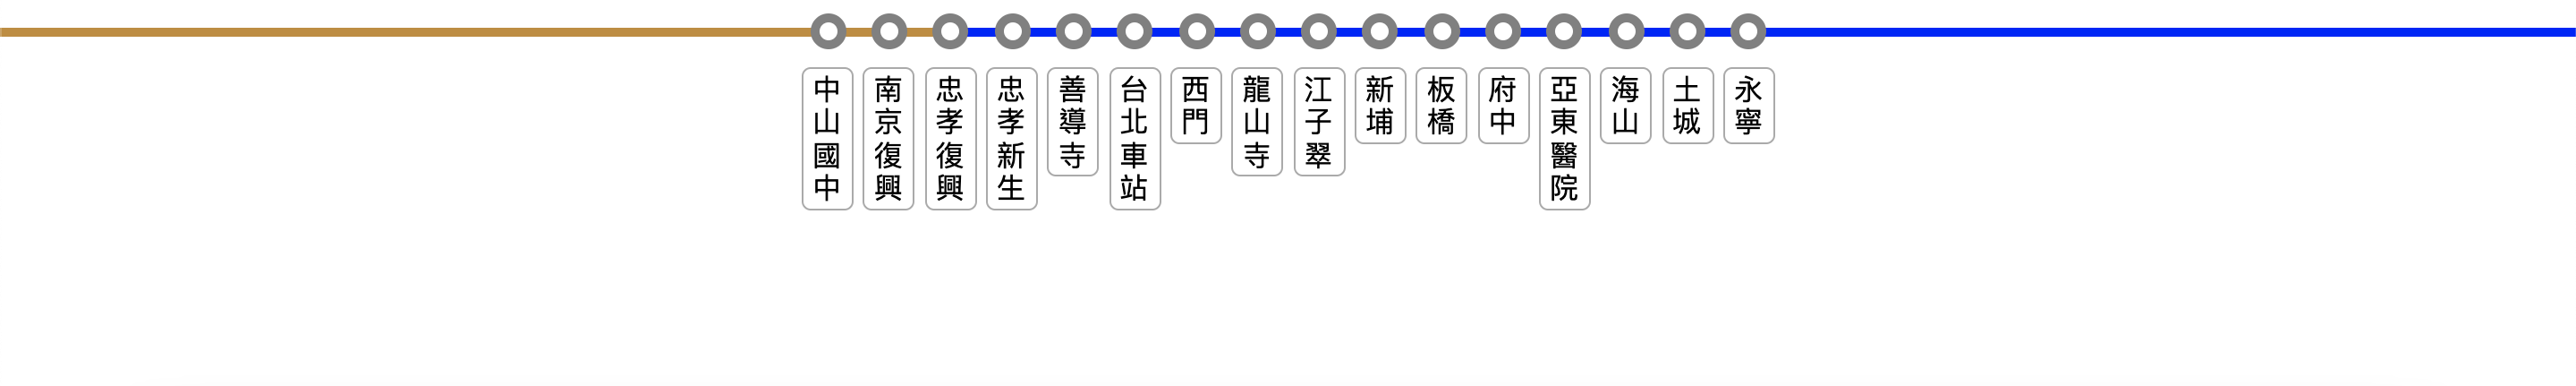 中山國中
南京復興
忠孝復興
忠孝新生
善導寺
台北車站
西門
龍山寺
江子翠
新埔
板橋
府中
亞東醫院
海山
土城
永寧